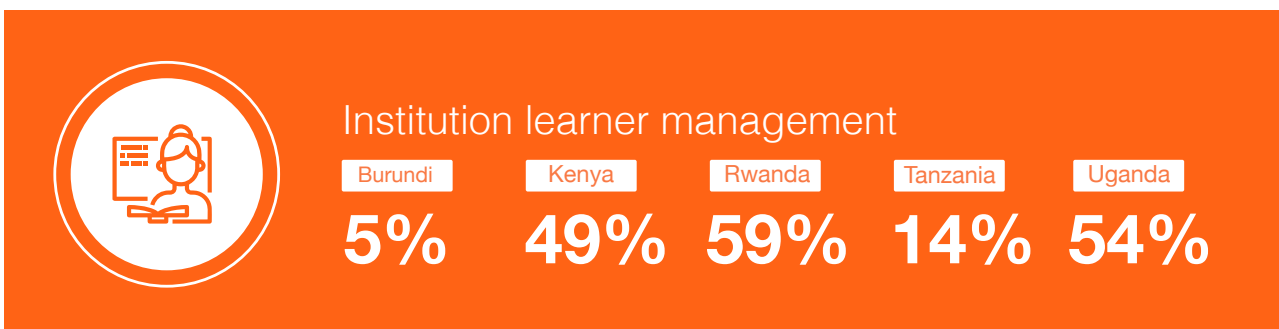 Institution learner management
Burundi Kenya Rwanda Tanzania Uganda
5% 49% 59% 14% 54%